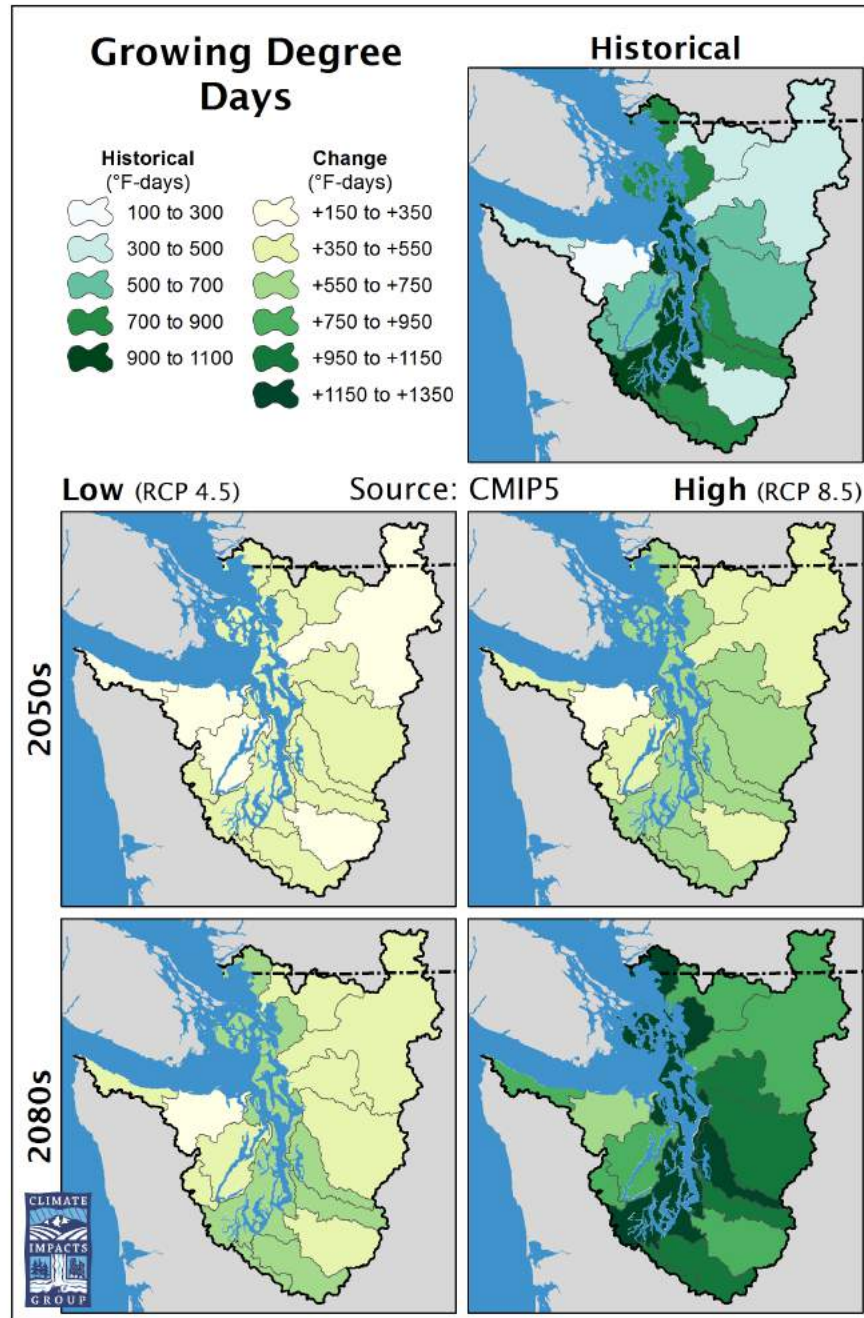 Growing Degree
Days
Historical
(°F-days)
100 to 300
300 to 500
500 to 700
700 to 900
900 to 1100
Change
(°F-days)
+150 to +350
+350 to +550
+550 to +750
+750 to +950
+950 to +1150
+1150 to +1350
Historical
Low (RCP 4.5)
Source: CMIP5
High (RCP 8.5)
2050s
2080s
CLIMATE
IMPACTS
GROUP